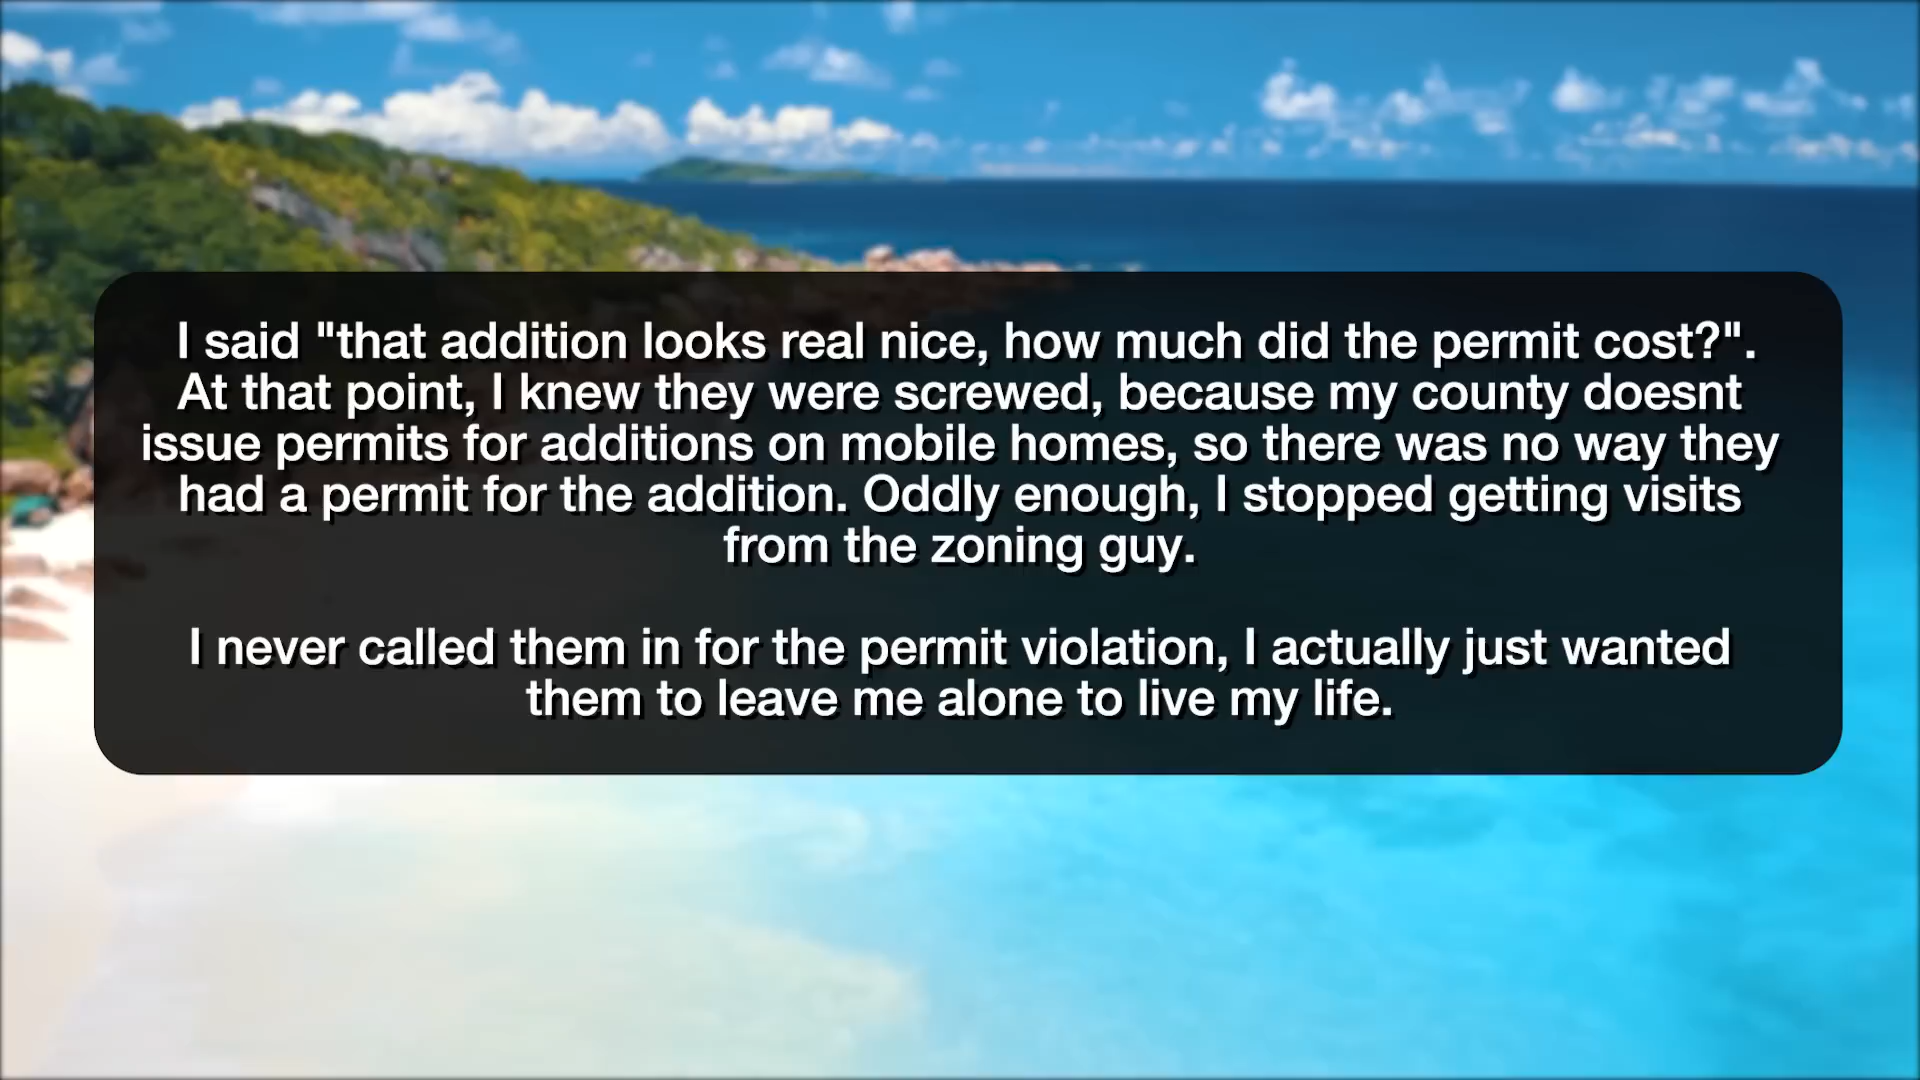 I said "that addition looks real nice, how much did the permit cost?".
At that point, I knew they were screwed, because my county doesnt
issue permits for additions on mobile homes, so there was no way they
had a permit for the addition. Oddly enough, I stopped getting visits
from the zoning guy.
I never called them in for the permit violation, I actually just wanted
them to leave me alone to live my life.